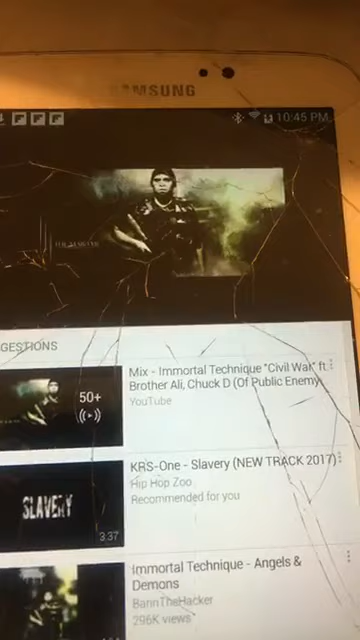 SAMSUNG
10:45 PM
GESTIONS
50+
Mix - Immortal Technique "Civil War" ft.
Brother Ali, Chuck D (Of Public Enemy
YouTube
SLAVERY
3:37
KRS-One - Slavery (NEW TRACK 2017)
Hip Hop Zoo
Recommended for you
Immortal Technique - Angels &
Demons
BannTheHacker
296K views